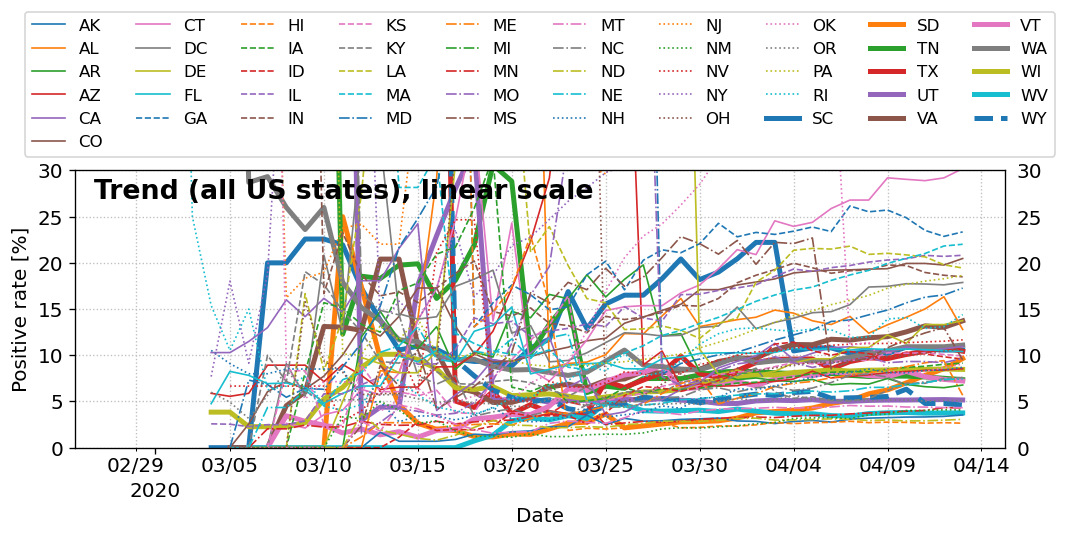 AK CT HI KS ME MT NJ OK SD VT
AL DC IA KY MI NC NM OR TN WA
AR DE ID LA MN ND NV PA TX WI
AZ FL IL MA MO NE NY RI UT WV
CA GA IN MD MS NH OH SC VA WY
CO
Trend (all US states), linear scale
Positive rate [%]
30 30
25 25
20 20
15 15
10 10
5 5
0 0
02/29 03/05 03/10 03/15 03/20 03/25 03/30 04/04 04/09 04/14
2020
Date